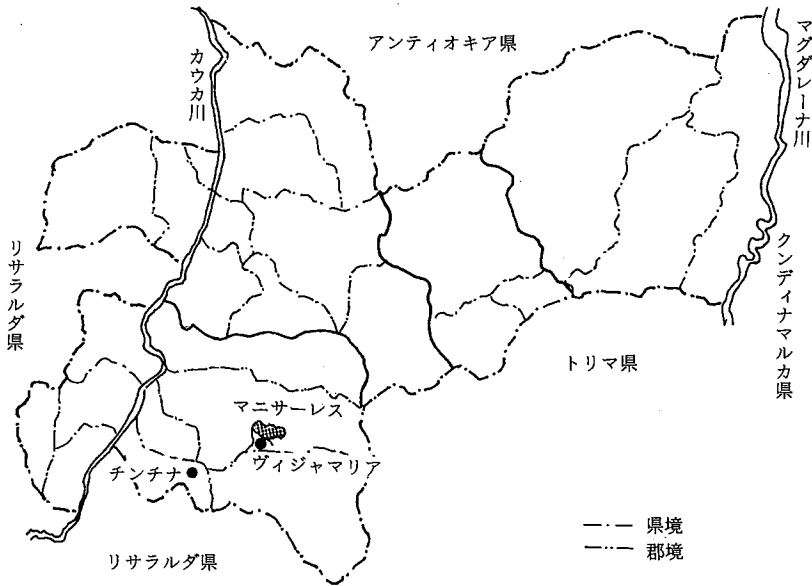 アンティオキア県
カウカ川
マグダレーナ川
リサラルダ県
クンディナマルカ県
トリマ県
マニサーレス
ヴィジャマリア
チンチナ
リサラルダ県
県境
郡境